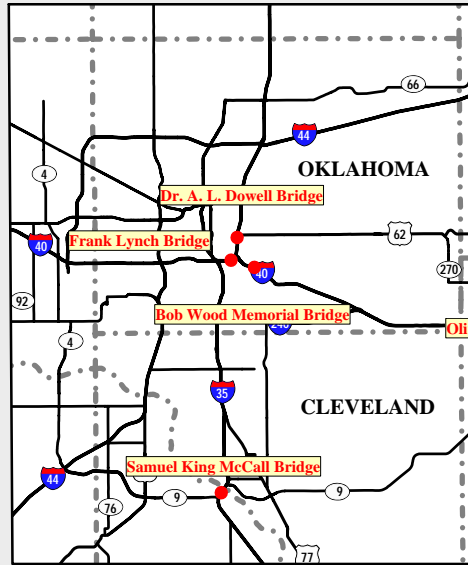 66
44
4
OKLAHOMA
Dr. A. L. Dowell Bridge
62
Frank Lynch Bridge
40
40
270
92
Bob Wood Memorial Bridge
240
Oli
4
35
CLEVELAND
Samuel King McCall Bridge
44
9
9
76
77